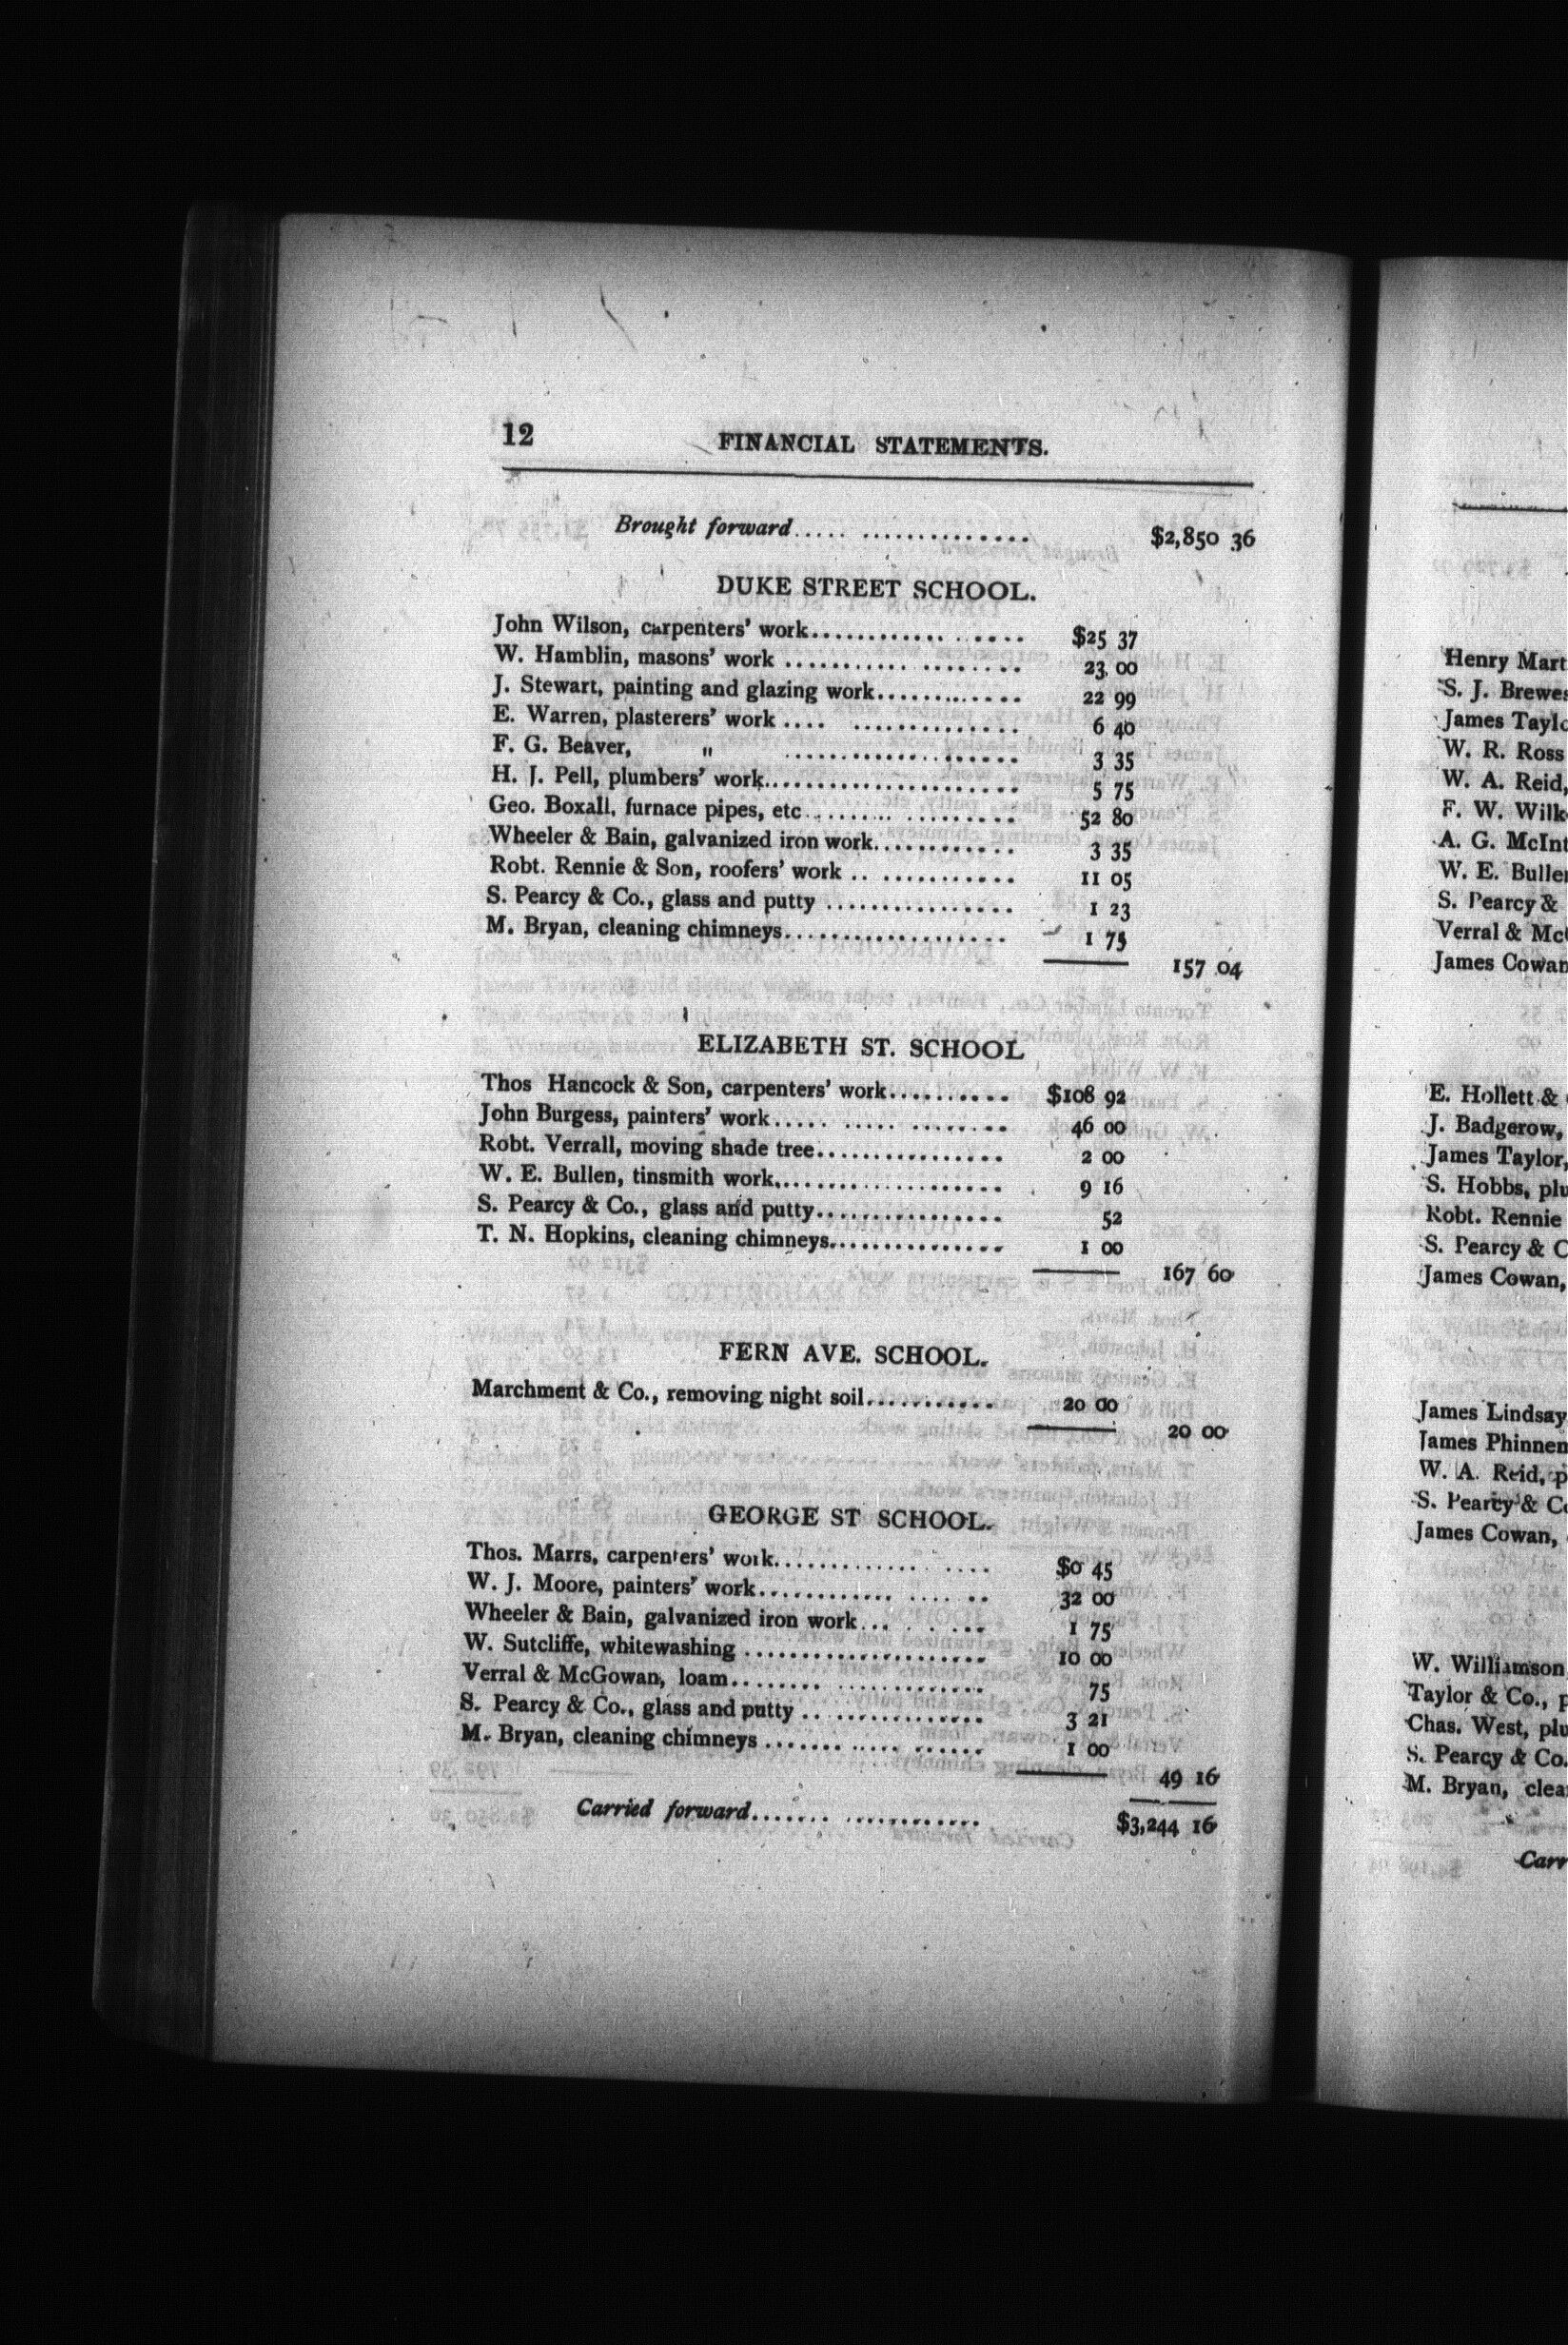 12 FINANCIAL STATEMENTS.
Brought forward..... .............. $2,850 36
DUKE STREET SCHOOL.
John Wilson, carpenters' work............ ..... $25 37
W. Hamblin, masons' work ........... ........ 23 00
J. Stewart, painting and glazing work............. 22 99
E. Warren, plasterers' work .... .............. 6 40
F. G. Beaver, " ................... 3 35
H. J. Pell, plumbers' work..................... 5 75
Geo. Boxall, furnace pipes, etc......... ......... 52 80
Wheeler & Bain, galvanized iron work............ 3 35
Robt. Rennie & Son, roofers' work .. ........... 11 05
S. Pearcy & Co., glass and putty ............... 1 23
M. Bryan, cleaning chimneys................... 1 75
157 04
ELIZABETH ST. SCHOOL
Thos Hancock & Son, carpenters' work.......... $108 92
John Burgess, painters' work..... ..... ........ 46 00
Robt. Verrall, moving shade tree................ 2 00
W. E. Bullen, tinsmith work.................... 9 16
S. Pearcy & Co., glass and putty................ 52
T. N. Hopkins, cleaning chimneys............... 1 00
167 60
FERN AVE. SCHOOL.
Marchment & Co., removing night soil........... 20 00
20 00
GEORGE ST SCHOOL.
Thos. Marrs, carpenters' work............. .... $0 45
W. J. Moore, painters' work............ .... .. 32 00
Wheeler & Bain, galvanized iron work... . . ... 1 75
W. Sutcliffe, whitewashing ..................... 10 00
Verral & McGowan, loam........ .............. 75
S. Pearcy & Co., glass and putty ................ 3 21
M. Bryan, cleaning chimneys ........ ..... ...... 1 00
49 16
Carried forward....... ............ $3,244 16
Henry Mart
S. J. Brewes
James Taylo
W. R. Ross
W. A. Reid,
F. W. Wilk
A. G. McInt
W. E. Buller
S. Pearcy &
Verral & Mc
James Cowan
E. Hollett &
J. Badgerow,
James Taylor,
S. Hobbs, plu
Robt. Rennie
S. Pearcy & C
James Cowan,
James Lindsay
James Phinnem
W. A. Reid, p
S. Pearcy & Co
James Cowan,
W. Williamson
Taylor & Co., p
Chas. West, plu
S. Pearcy & Co.
M. Bryan, clea
Carr